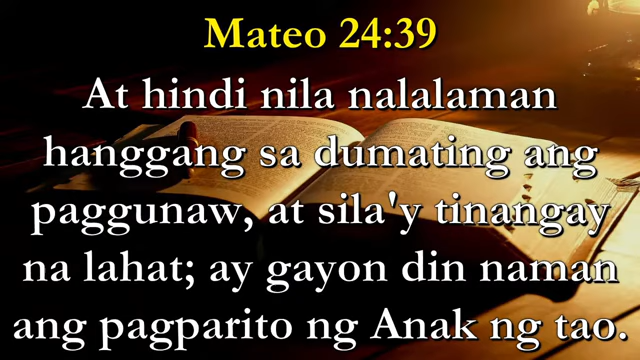 Mateo 24:39
At hindi nila nalalaman
hanggang sa dumating ang
paggunaw, at sila'y tinangay
na lahat; ay gayon din naman
ang pagparito ng Anak ng tao.